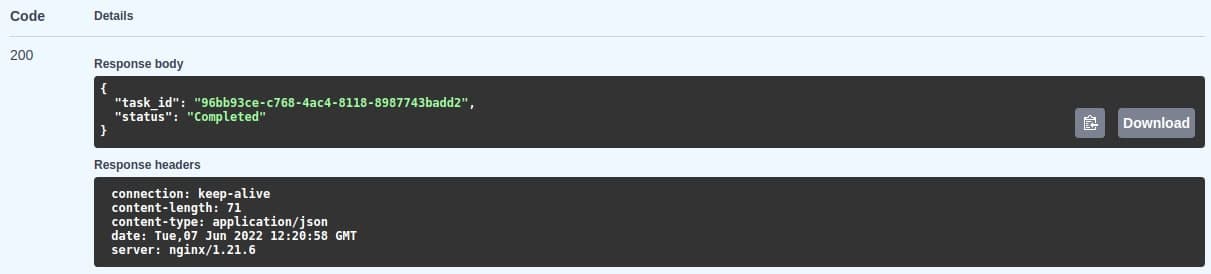 Code Details
200
Response body
{
  "task_id": "96bb93ce-c768-4ac4-8118-8987743badd2",
  "status": "Completed"
}
Download
Response headers
connection: keep-alive
content-length: 71
content-type: application/json
date: Tue,07 Jun 2022 12:20:58 GMT
server: nginx/1.21.6